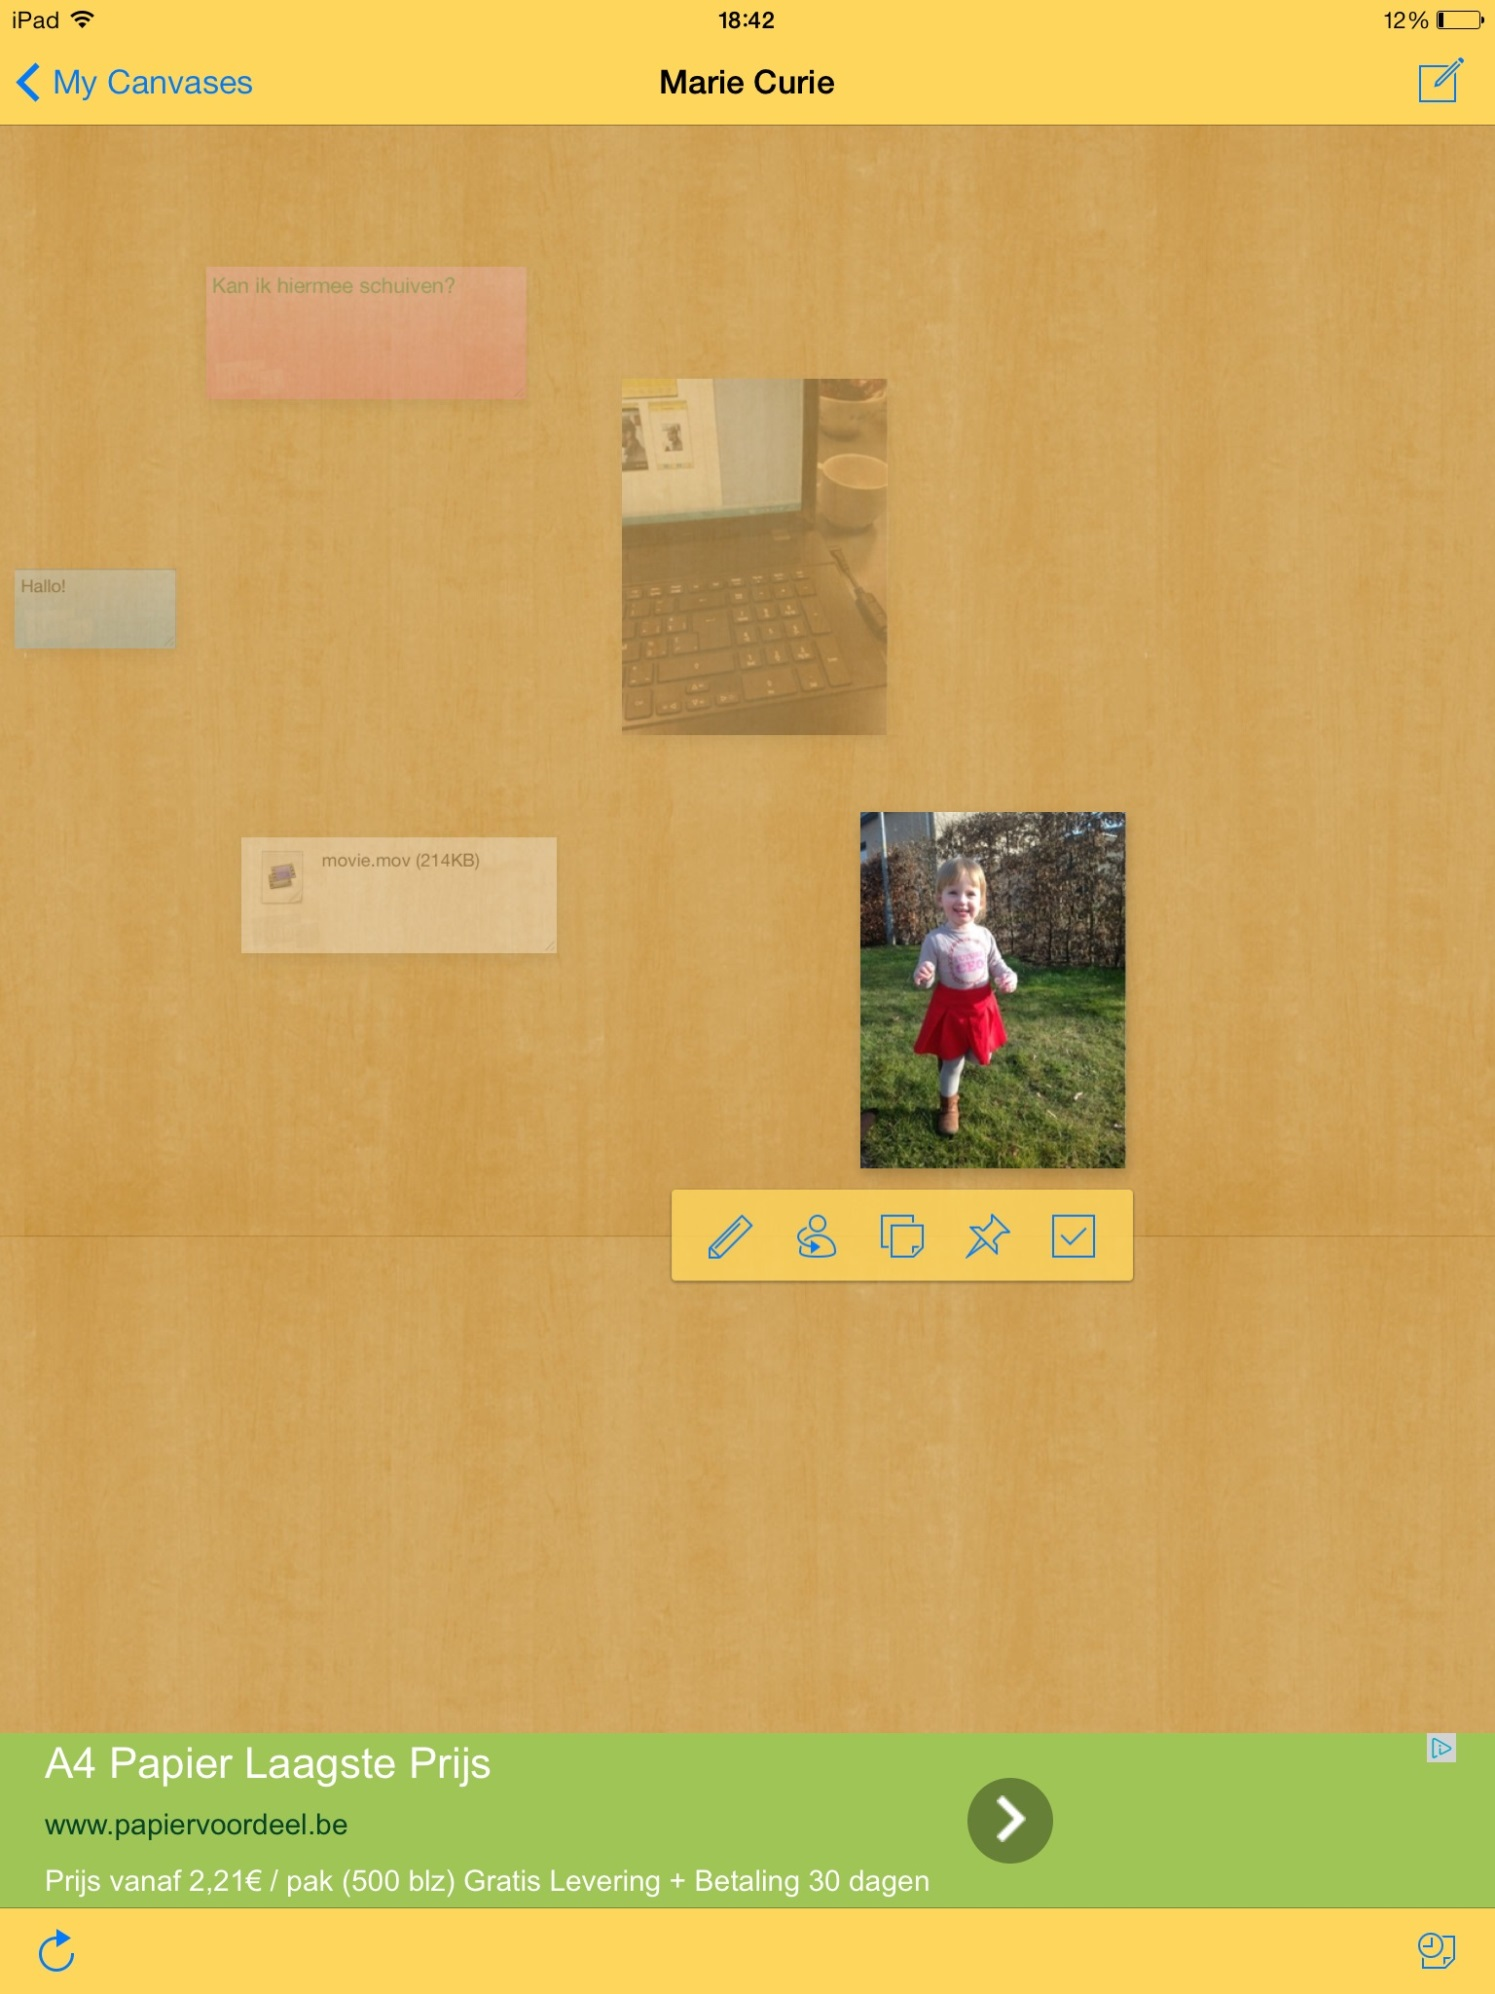 iPad 18:42 12%
My Canvases Marie Curie
Kan ik hiermee schuiven?
Hallo!
movie.mov (214KB)
CEO
A4 Papier Laagste Prijs
www.papiervoordeel.be
Prijs vanaf 2,21€ / pak (500 blz) Gratis Levering + Betaling 30 dagen